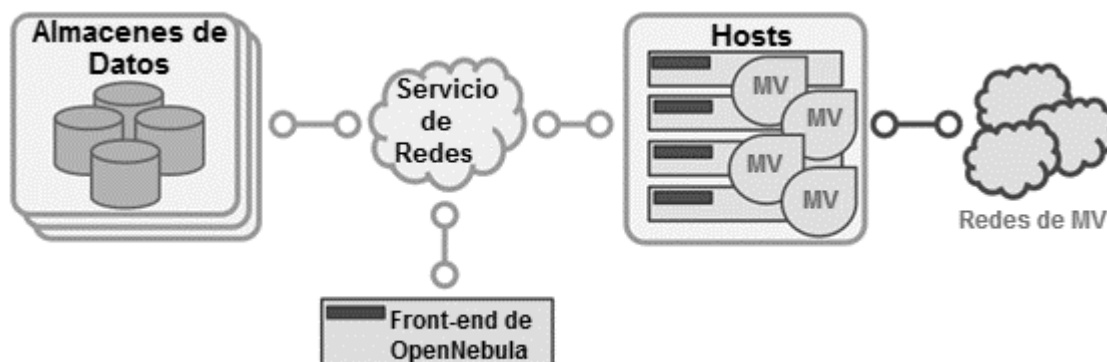 Almacenes de
Datos
Servicio
de
Redes
Hosts
MV
MV
MV
MV
Redes de MV
Front-end de
OpenNebula